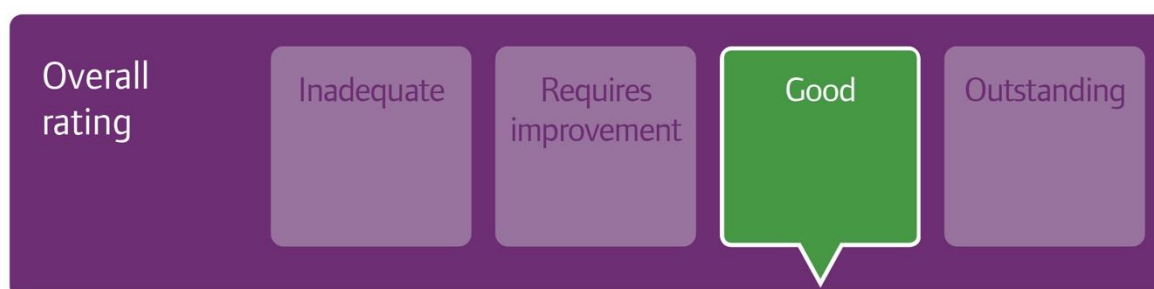 Overall
rating
Inadequate
Requires
improvement
Good
Outstanding